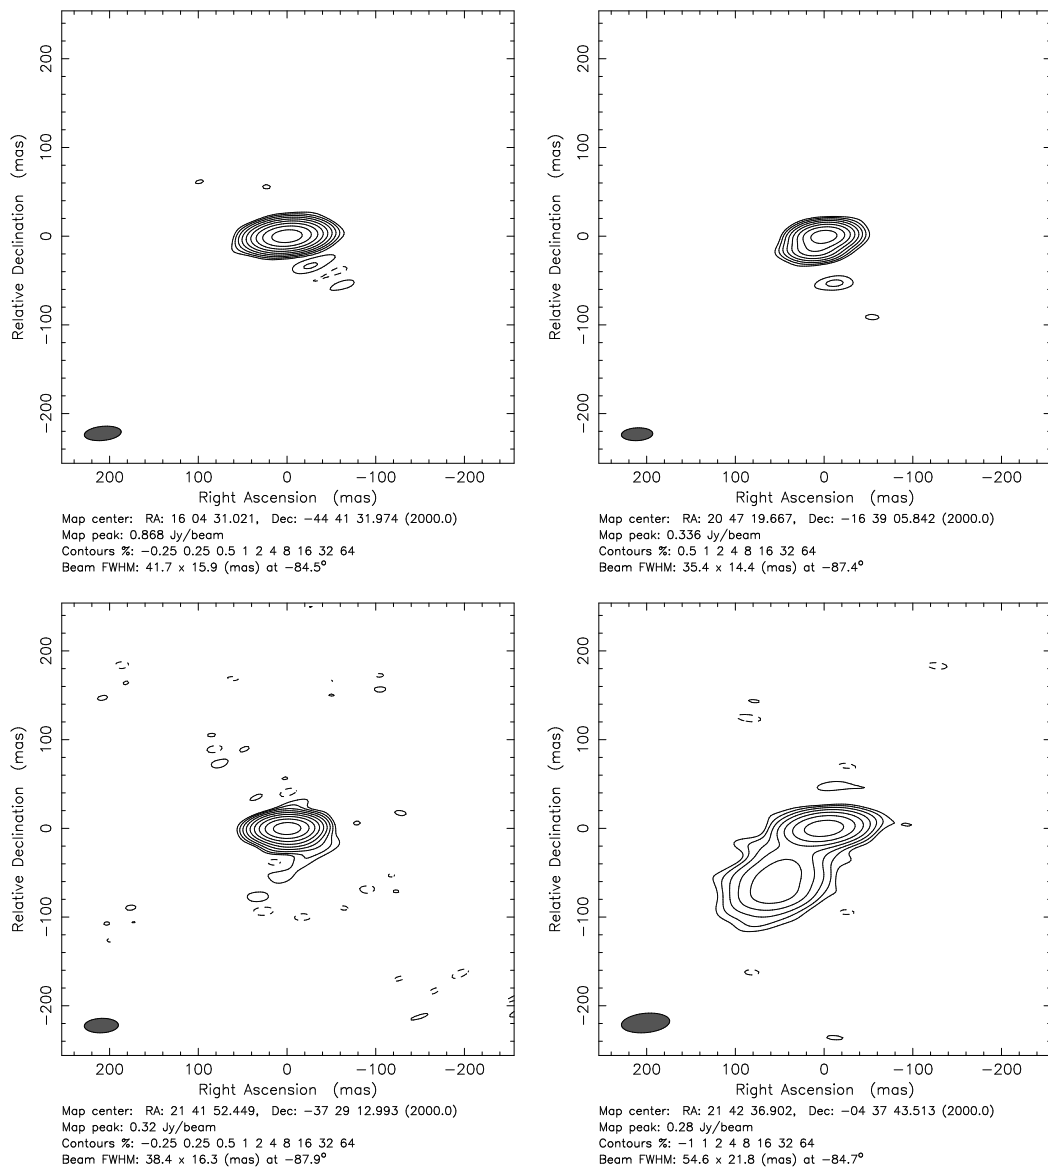 200
100
0
−100
−200
Relative Declination (mas)
200 100 0 −100 −200
Right Ascension (mas)
Map center: RA: 16 04 31.021, Dec: −44 41 31.974 (2000.0)
Map peak: 0.868 Jy/beam
Contours %: −0.25 0.25 0.5 1 2 4 8 16 32 64
Beam FWHM: 41.7 x 15.9 (mas) at −84.5°
200
100
0
−100
−200
Relative Declination (mas)
200 100 0 −100 −200
Right Ascension (mas)
Map center: RA: 20 47 19.667, Dec: −16 39 05.842 (2000.0)
Map peak: 0.336 Jy/beam
Contours %: 0.5 1 2 4 8 16 32 64
Beam FWHM: 35.4 x 14.4 (mas) at −87.4°
200
100
0
−100
−200
Relative Declination (mas)
200 100 0 −100 −200
Right Ascension (mas)
Map center: RA: 21 41 52.449, Dec: −37 29 12.993 (2000.0)
Map peak: 0.32 Jy/beam
Contours %: −0.25 0.25 0.5 1 2 4 8 16 32 64
Beam FWHM: 38.4 x 16.3 (mas) at −87.9°
200
100
0
−100
−200
Relative Declination (mas)
200 100 0 −100 −200
Right Ascension (mas)
Map center: RA: 21 42 36.902, Dec: −04 37 43.513 (2000.0)
Map peak: 0.28 Jy/beam
Contours %: −1 1 2 4 8 16 32 64
Beam FWHM: 54.6 x 21.8 (mas) at −84.7°